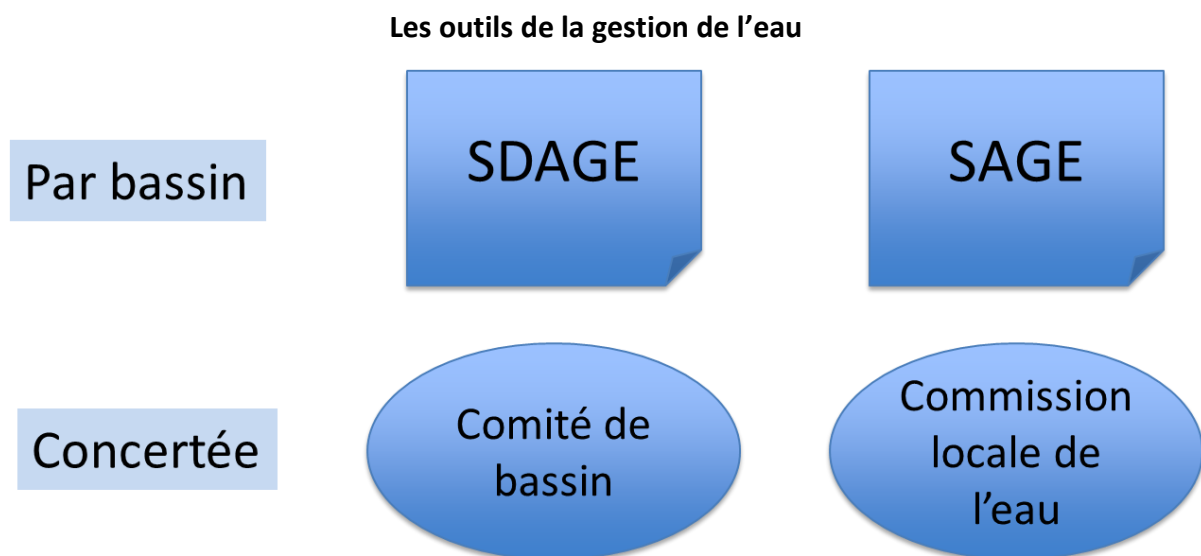 Les outils de la gestion de l’eau
Par bassin
SDAGE
SAGE
Concertée
Comité de
bassin
Commission
locale de
l’eau